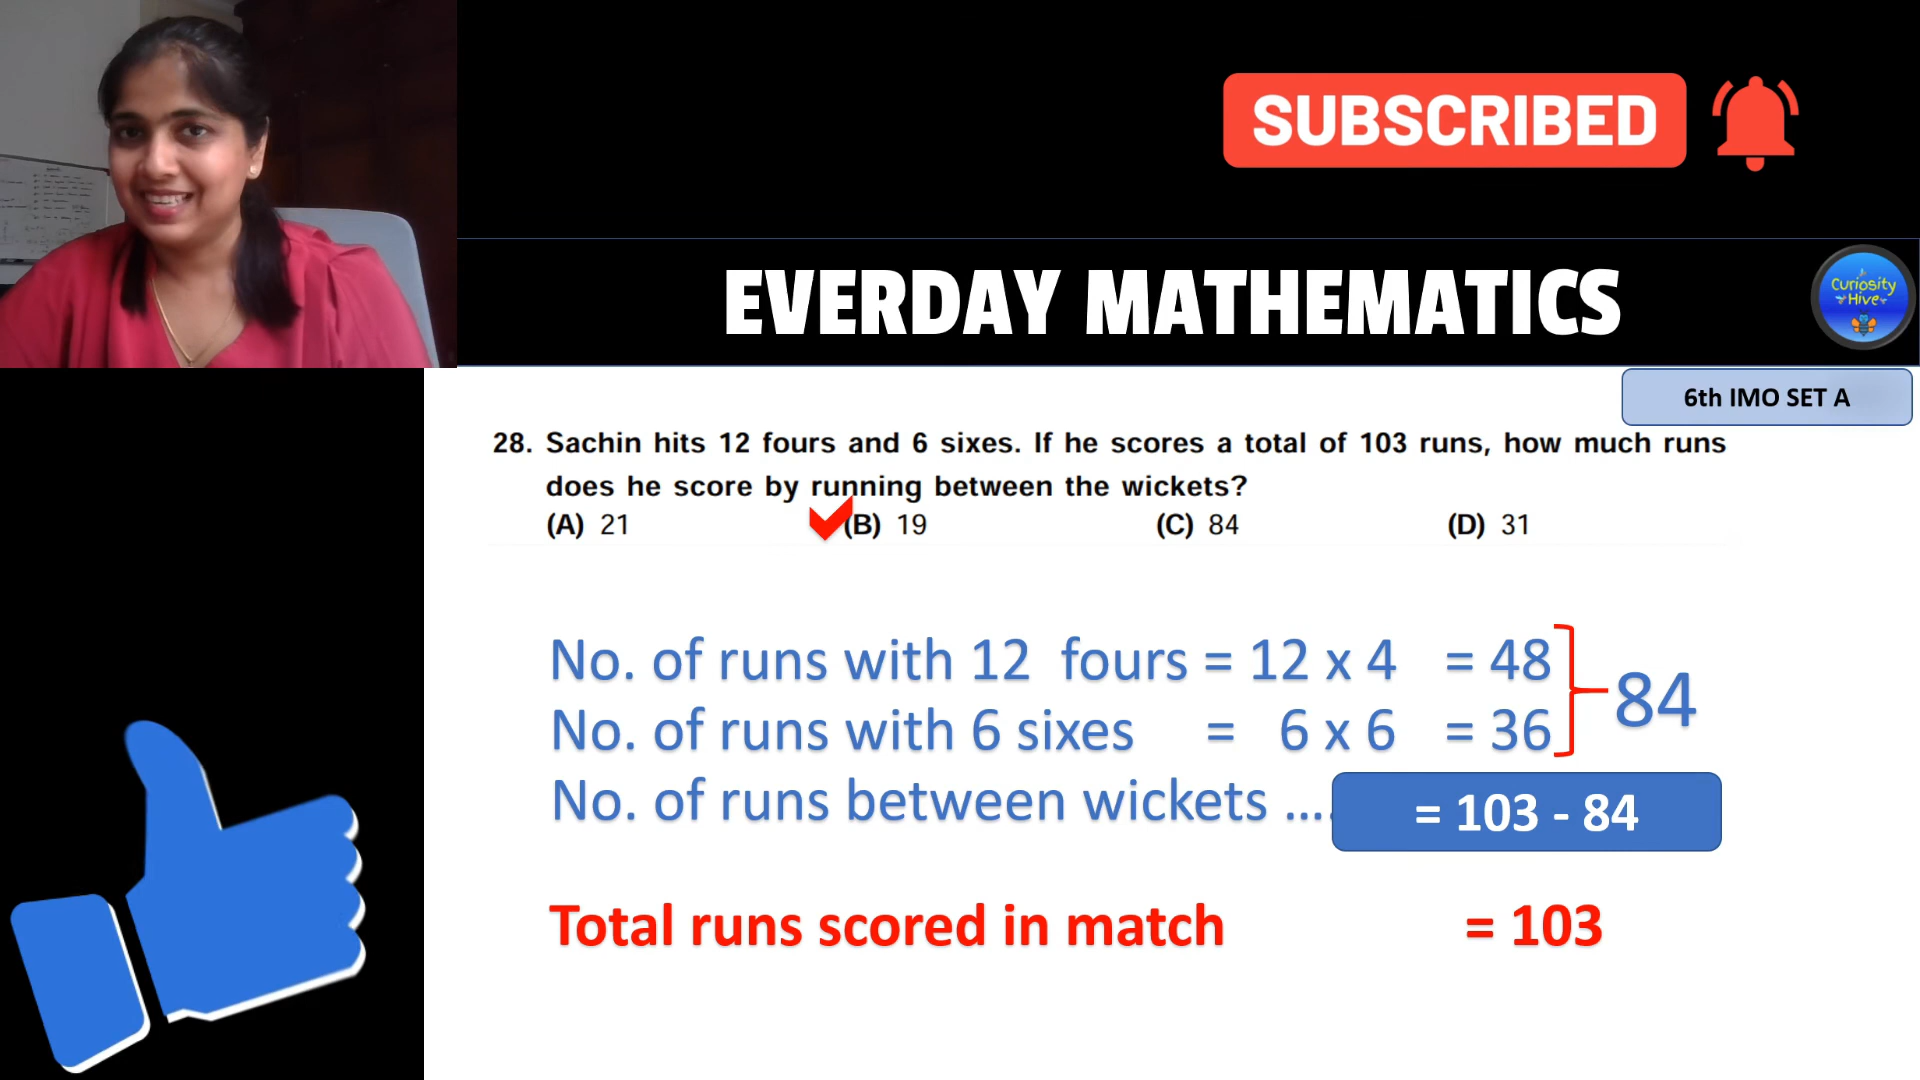 SUBSCRIBED
EVERDAY MATHEMATICS
Curiosity
Hive
6th IMO SET A
28. Sachin hits 12 fours and 6 sixes. If he scores a total of 103 runs, how much runs
does he score by running between the wickets?
(A) 21 (B) 19 (C) 84 (D) 31
No. of runs with 12 fours = 12 x 4 = 48
84
No. of runs with 6 sixes = 6 x 6 = 36
No. of runs between wickets .... = 103 - 84
Total runs scored in match = 103